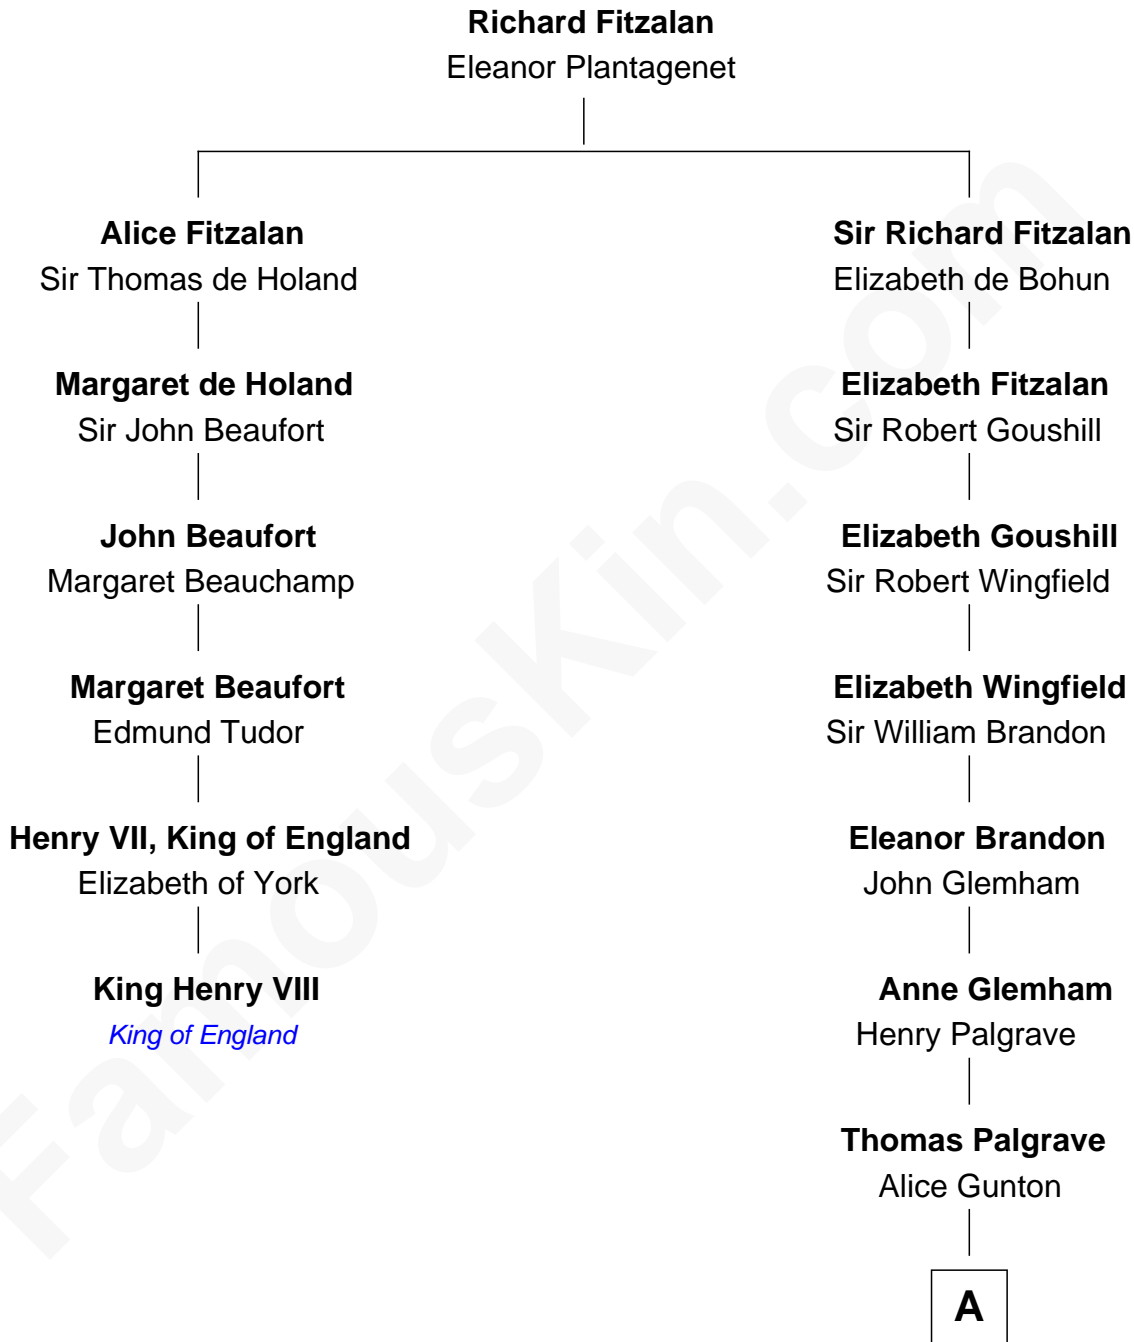 Richard Fitzalan
Eleanor Plantagenet
Alice Fitzalan
Sir Thomas de Holand
Sir Richard Fitzalan
Elizabeth de Bohun
Margaret de Holand
Sir John Beaufort
Elizabeth Fitzalan
Sir Robert Goushill
John Beaufort
Margaret Beauchamp
Elizabeth Goushill
Sir Robert Wingfield
Margaret Beaufort
Edmund Tudor
Elizabeth Wingfield
Sir William Brandon
Henry VII, King of England
Elizabeth of York
Eleanor Brandon
John Glemham
King Henry VIII
King of England
Anne Glemham
Henry Palgrave
Thomas Palgrave
Alice Gunton
A
FamousKin.com